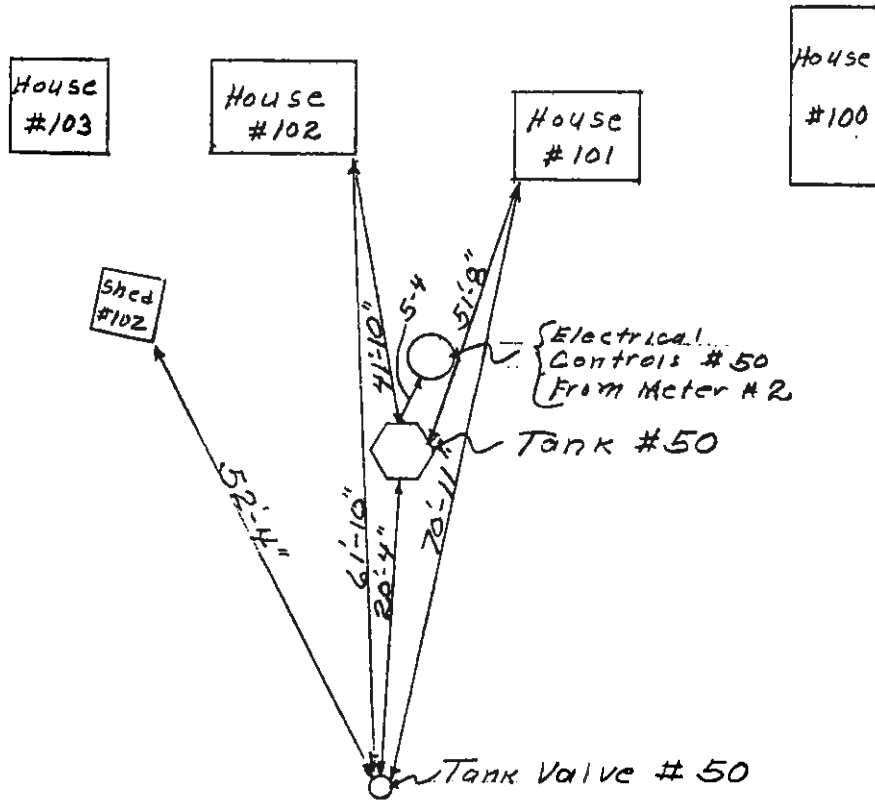 House
#103
House
#102
House
#101
House
#100
Shed
#102
41'-10"
5-4
51'-8"
Electrical
Controls #50
From Meter #2
Tank #50
52'-4"
61'-10"
20'-4"
70'-11"
Tank Valve #50